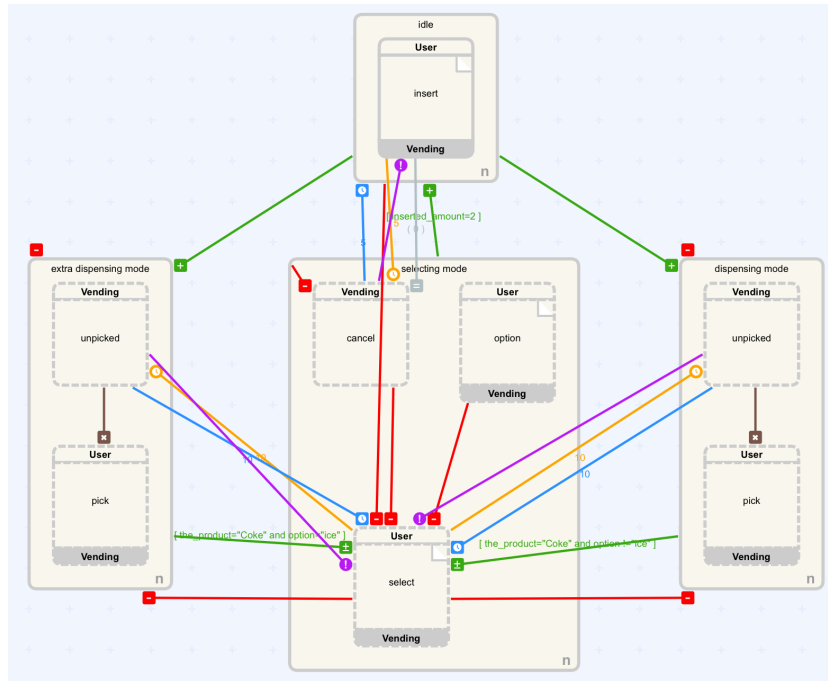 idle
User
insert
Vending
n
[ inserted_amount=2 ]
5
( 0 )
5
extra dispensing mode
selecting mode
dispensing mode
Vending
Vending
User
Vending
unpicked
cancel
option
unpicked
Vending
User
User
10
10
10
pick
pick
[ the_product="Coke" and option="ice" ]
User
[ the_product="Coke" and option != "ice" ]
Vending
Vending
n
select
n
Vending
n